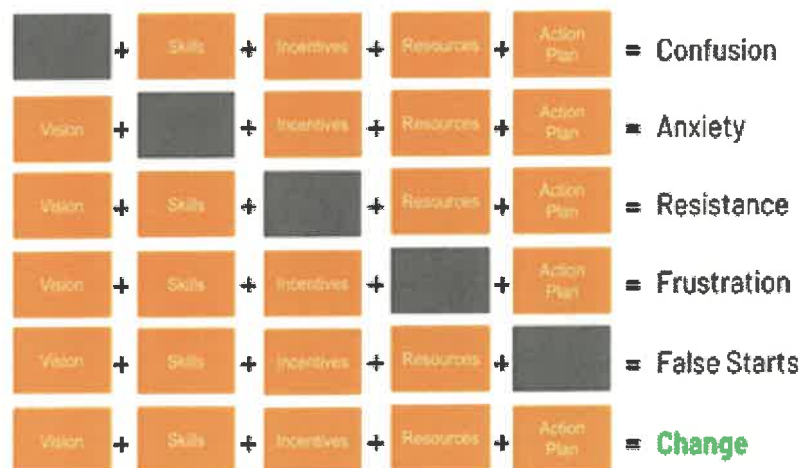 + Skills + Incentives + Resources + Action Plan = Confusion
Vision + + Incentives + Resources + Action Plan = Anxiety
Vision + Skills + + Resources + Action Plan = Resistance
Vision + Skills + Incentives + + Action Plan = Frustration
Vision + Skills + Incentives + Resources + = False Starts
Vision + Skills + Incentives + Resources + Action Plan = Change